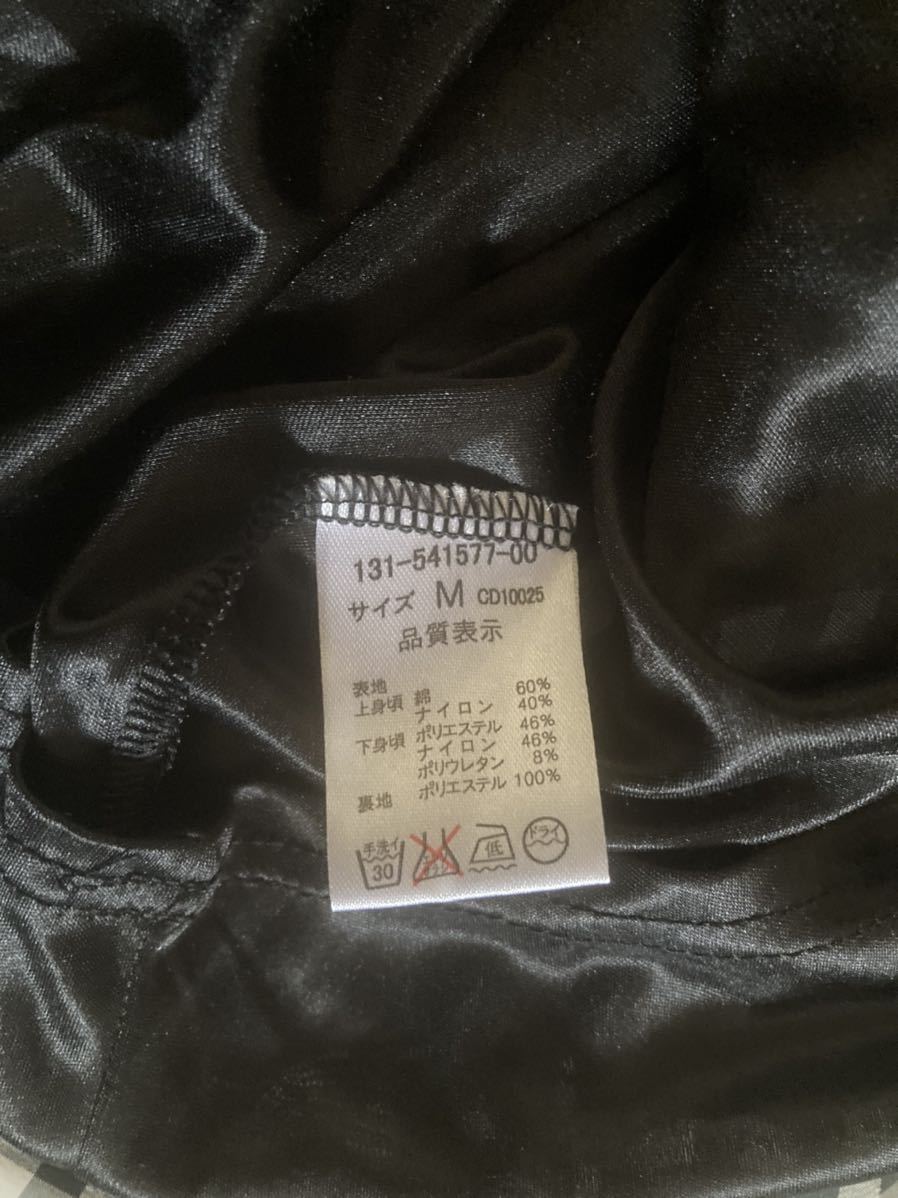 131-541577-00
サイズ M CD10025
品質表示
表地
上身頃 綿 60%
ナイロン 40%
下身頃 ポリエステル 46%
ナイロン 46%
ポリウレタン 8%
裏地 ポリエステル 100%
手洗イ 30 低 ドライ